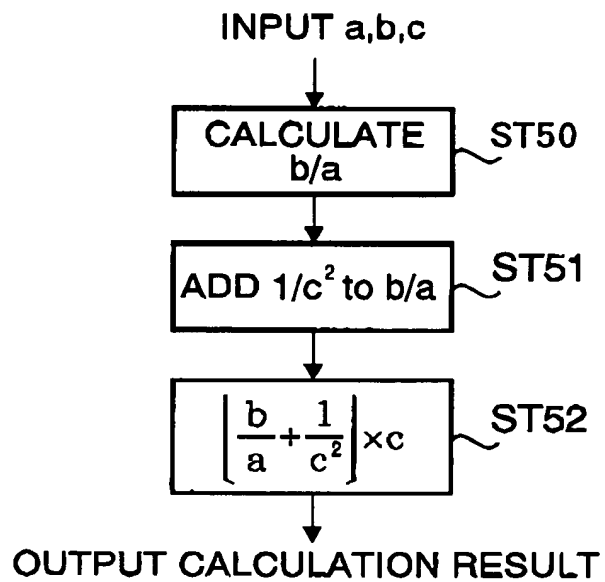 INPUT a,b,c
CALCULATE
b/a
ST50
ADD 1/c² to b/a
ST51
⌊b/a + 1/c²⌋×c
ST52
OUTPUT CALCULATION RESULT